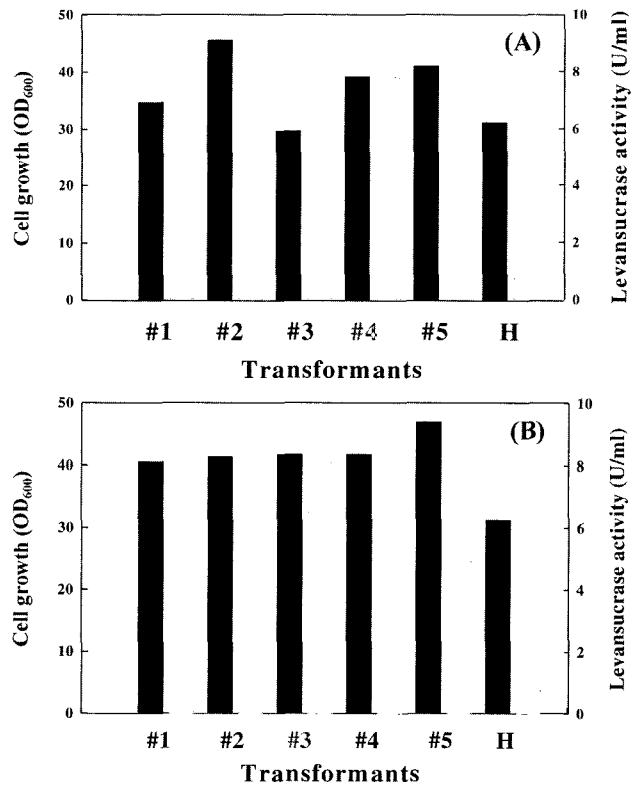 (A)
Cell growth (OD600)
50
40
30
20
10
0
Levansucrase activity (U/ml)
10
8
6
4
2
0
#1 #2 #3 #4 #5 H
Transformants
(B)
Cell growth (OD600)
50
40
30
20
10
0
Levansucrase activity (U/ml)
10
8
6
4
2
0
#1 #2 #3 #4 #5 H
Transformants